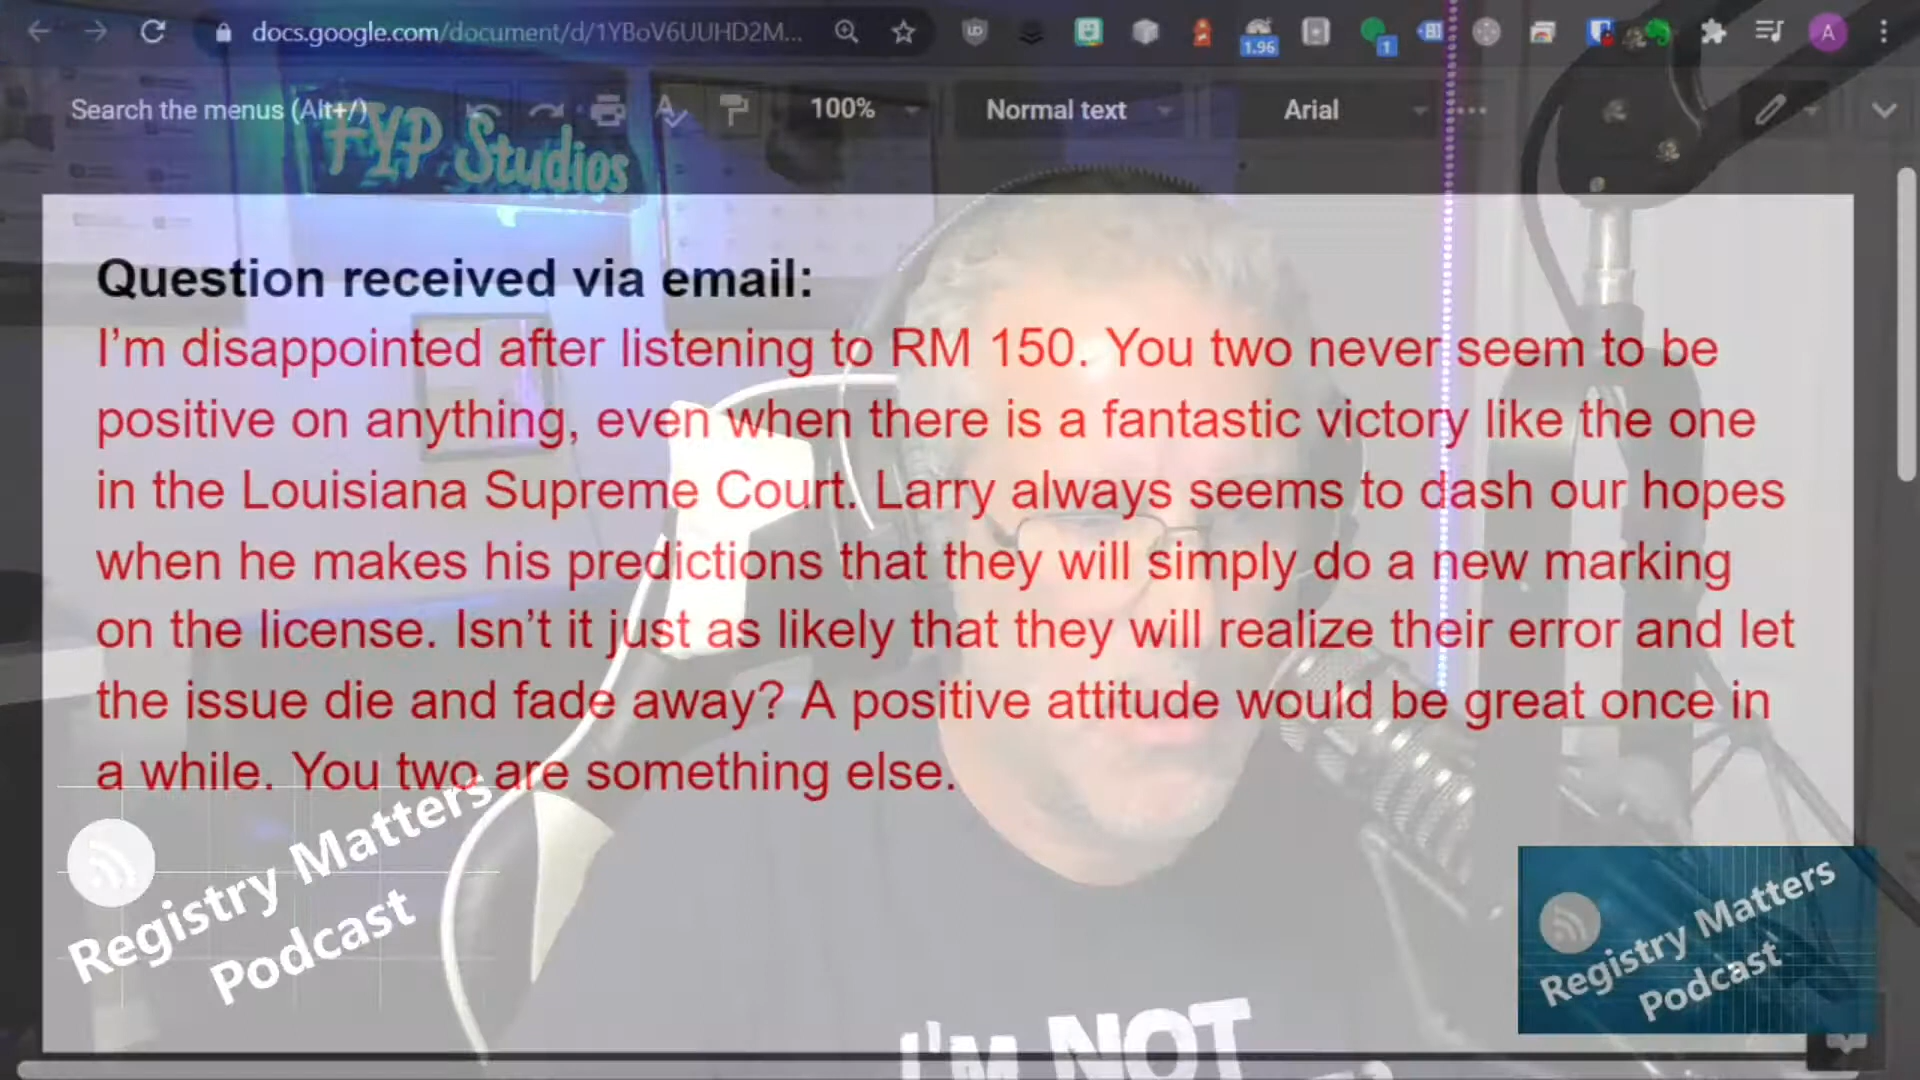 docs.google.com/document/d/1YBoV6UUHD2M...
1.96
1
A
Search the menus (Alt+/)
100%
Normal text
Arial
FYP Studios
Question received via email:
I'm disappointed after listening to RM 150. You two never seem to be
positive on anything, even when there is a fantastic victory like the one
in the Louisiana Supreme Court. Larry always seems to dash our hopes
when he makes his predictions that they will simply do a new marking
on the license. Isn't it just as likely that they will realize their error and let
the issue die and fade away? A positive attitude would be great once in
a while. You two are something else.
Registry Matters
Podcast
Registry Matters
Podcast
I'M NOT